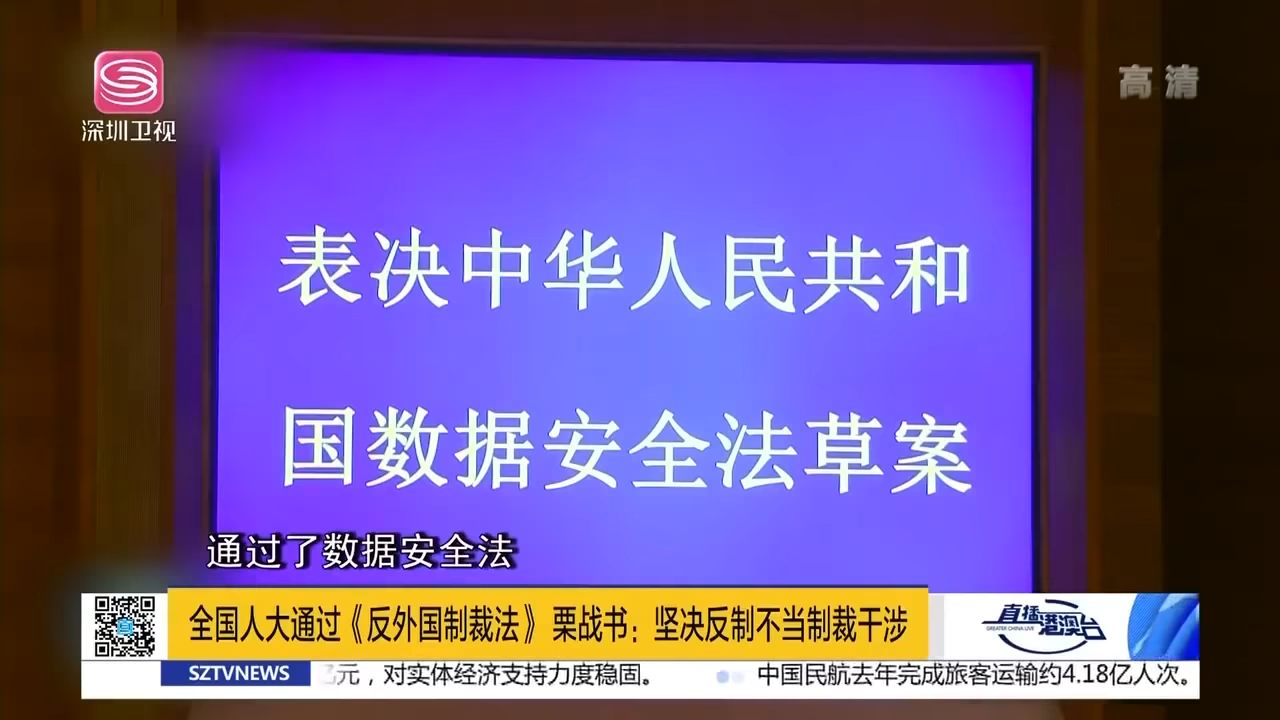 深圳卫视
高清
表决中华人民共和
国数据安全法草案
通过了数据安全法
全国人大通过《反外国制裁法》 栗战书：坚决反制不当制裁干涉
直播港澳台
GREATER CHINA LIVE
SZTVNEWS
亿元，对实体经济支持力度稳固。
中国民航去年完成旅客运输约4.18亿人次。